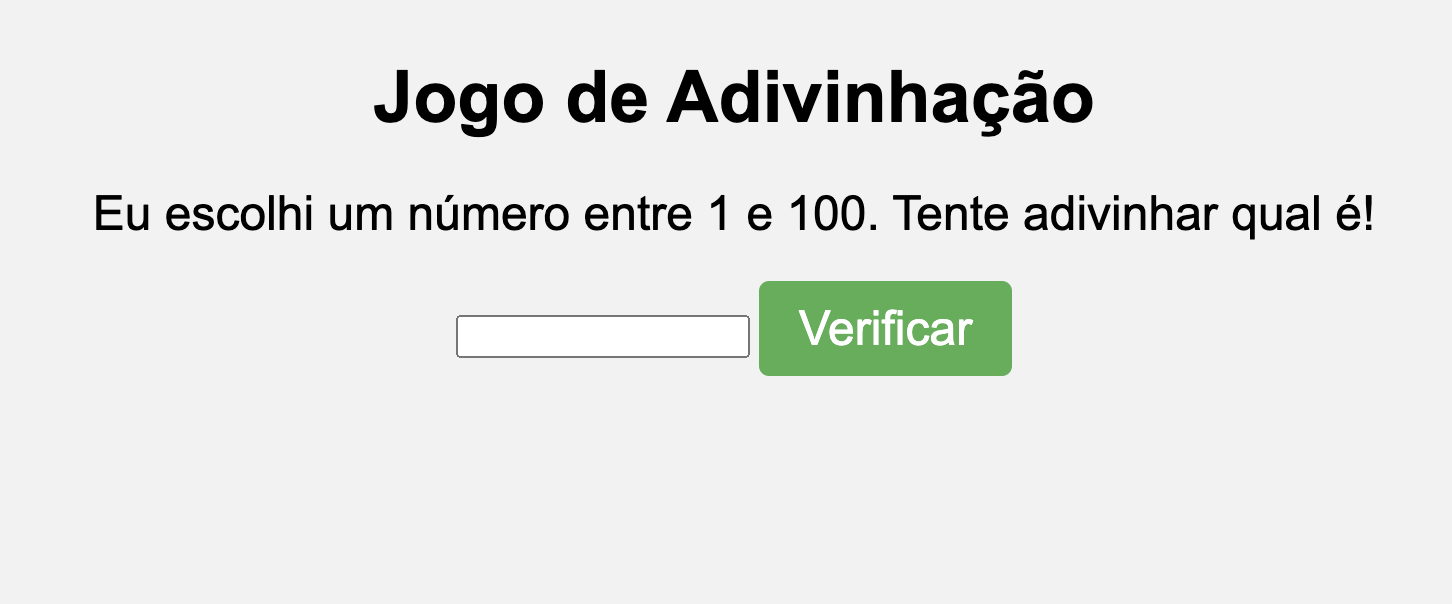 Jogo de Adivinhação
Eu escolhi um número entre 1 e 100. Tente adivinhar qual é!
Verificar